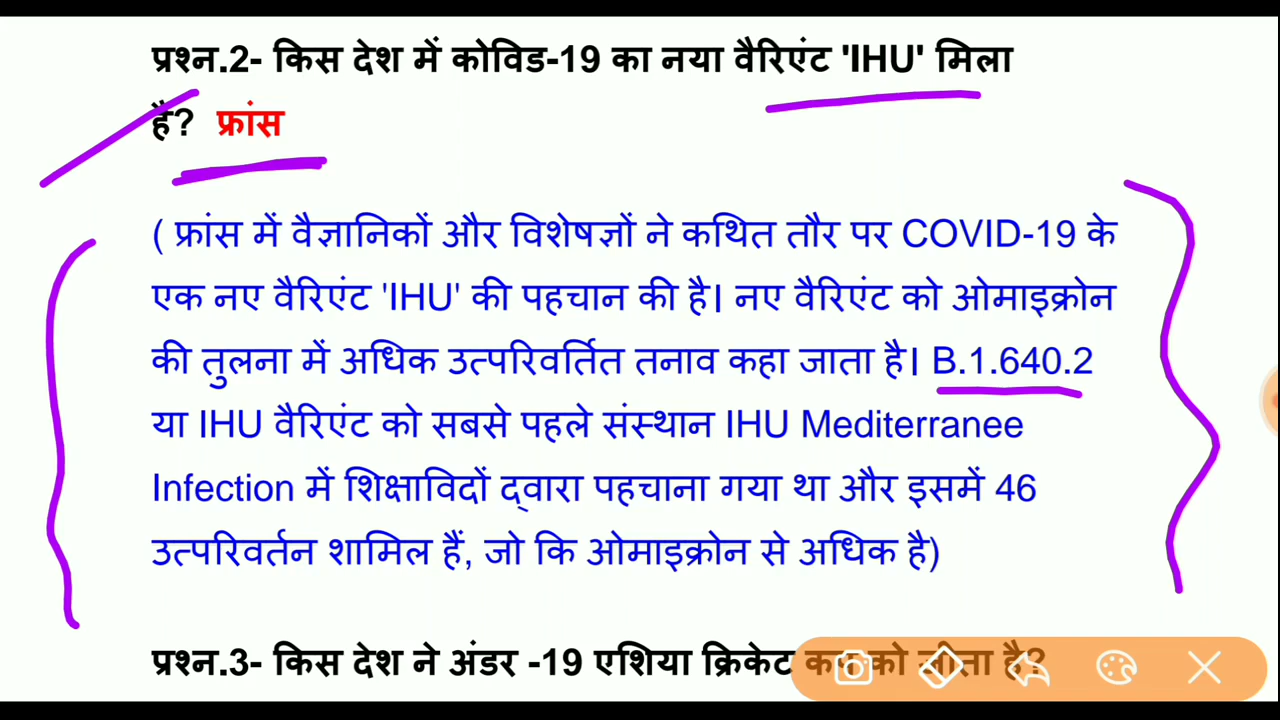 प्रश्न.2- किस देश में कोविड-19 का नया वैरिएंट 'IHU' मिला
है? फ्रांस
( फ्रांस में वैज्ञानिकों और विशेषज्ञों ने कथित तौर पर COVID-19 के
एक नए वैरिएंट 'IHU' की पहचान की है। नए वैरिएंट को ओमाइक्रोन
की तुलना में अधिक उत्परिवर्तित तनाव कहा जाता है। B.1.640.2
या IHU वैरिएंट को सबसे पहले संस्थान IHU Mediterranee
Infection में शिक्षाविदों द्वारा पहचाना गया था और इसमें 46
उत्परिवर्तन शामिल हैं, जो कि ओमाइक्रोन से अधिक है)
प्रश्न.3- किस देश ने अंडर -19 एशिया क्रिकेट कप को जीता है?